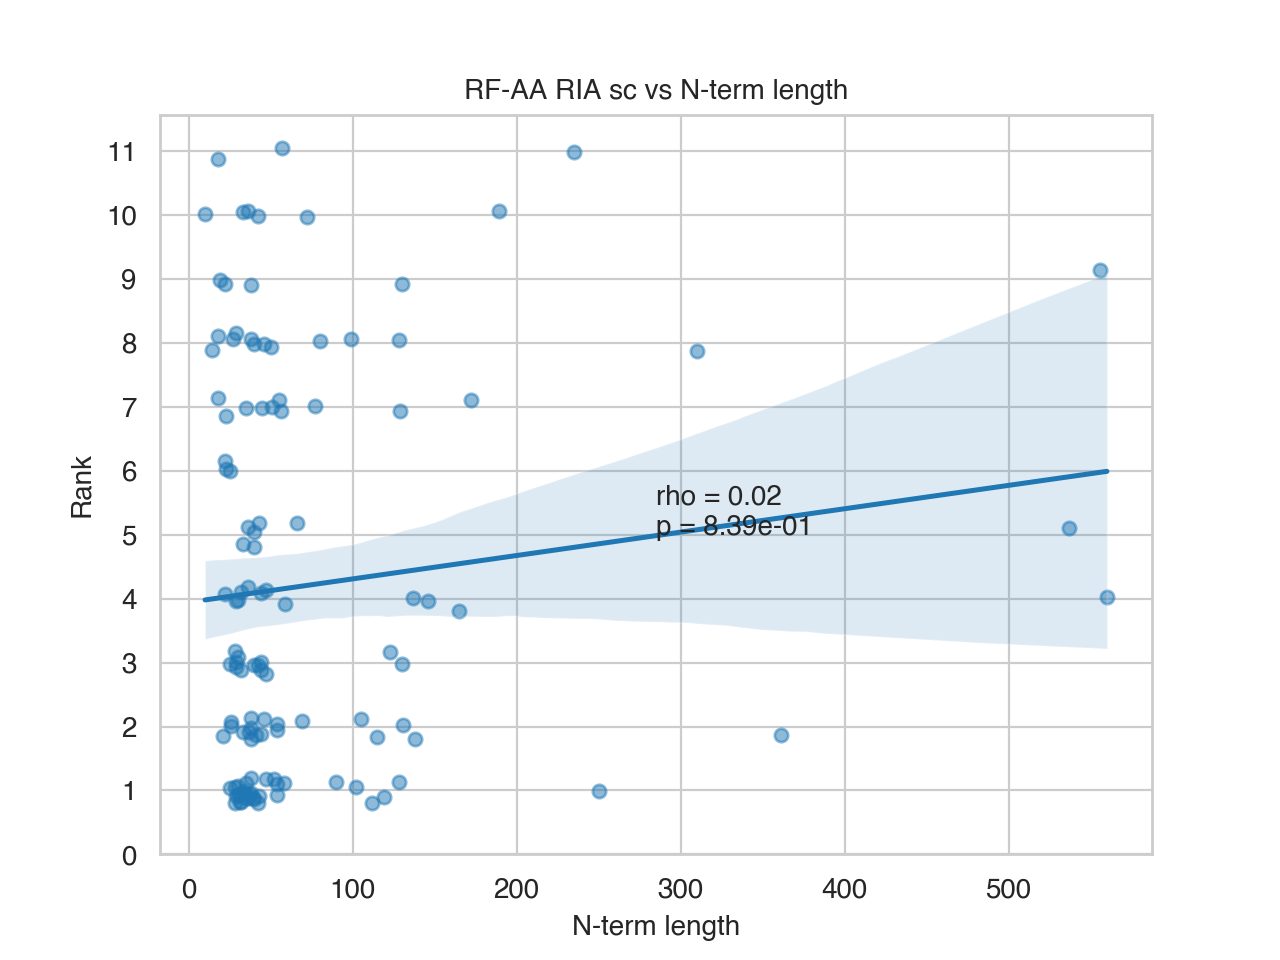 RF-AA RIA sc vs N-term length
11
10
9
8
7
6
5
4
3
2
1
0
Rank
rho = 0.02
p = 8.39e-01
0 100 200 300 400 500
N-term length